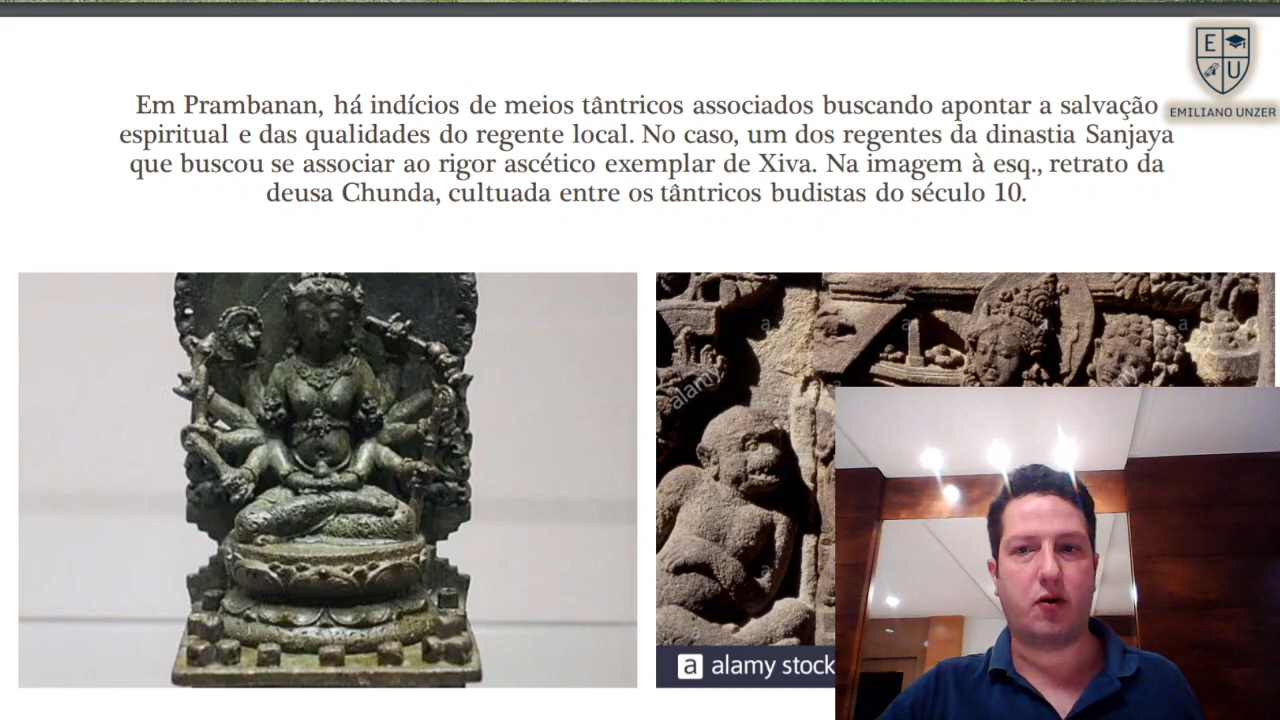 E
U
EMILIANO UNZER
Em Prambanan, há indícios de meios tântricos associados buscando apontar a salvação
espiritual e das qualidades do regente local. No caso, um dos regentes da dinastia Sanjaya
que buscou se associar ao rigor ascético exemplar de Xiva. Na imagem à esq., retrato da
deusa Chunda, cultuada entre os tântricos budistas do século 10.
a
a
a
alamy
alamy
a
a
a alamy stock